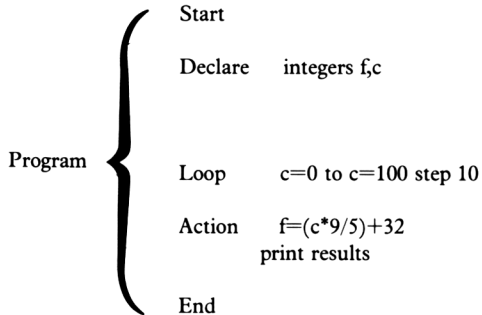 Start
Declare integers f,c
Program
Loop c=0 to c=100 step 10
Action f=(c*9/5)+32
print results
End